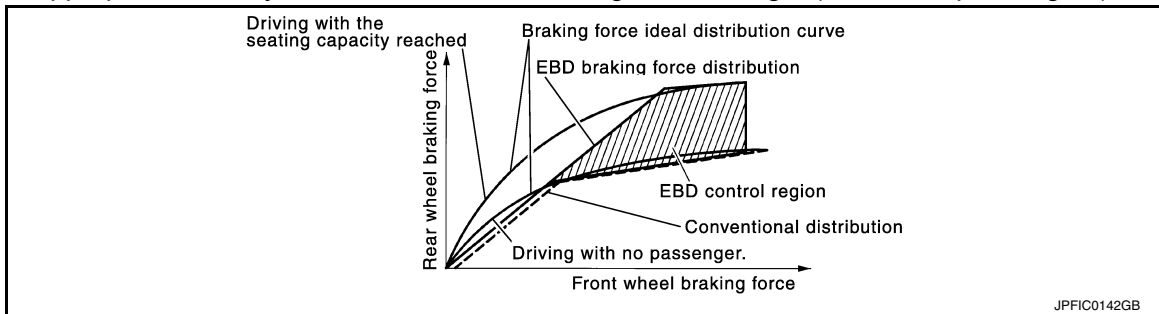 Driving with the
seating capacity reached
Braking force ideal distribution curve
EBD braking force distribution
Rear wheel braking force
EBD control region
Conventional distribution
Driving with no passenger.
Front wheel braking force
JPFIC0142GB